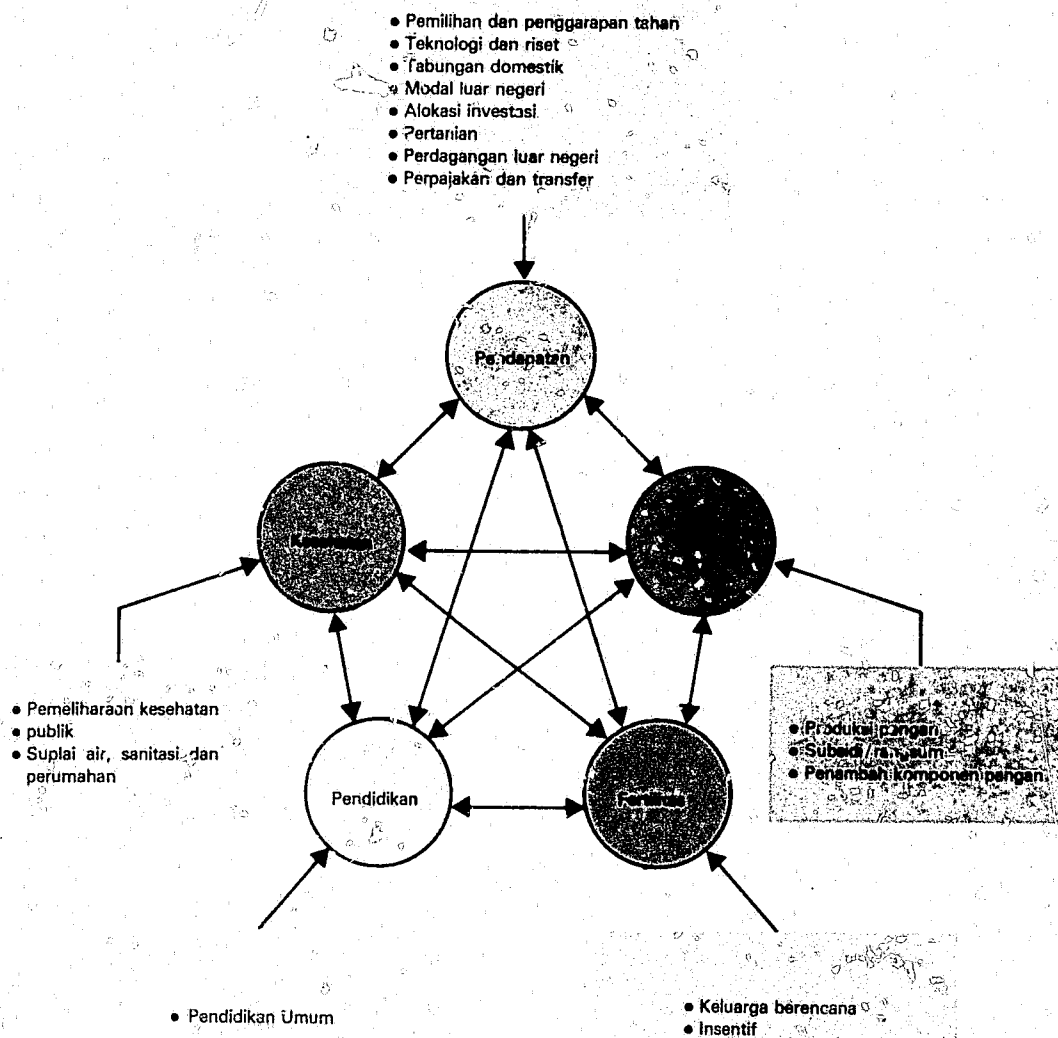 ● Pemilihan dan penggarapan tahan
● Teknologi dan riset
● Tabungan domestik
● Modal luar negeri
● Alokasi investasi
● Pertanian
● Perdagangan luar negeri
● Perpajakan dan transfer
Pendapatan
● Pemeliharaan kesehatan
● publik
● Suplai air, sanitasi dan
perumahan
● Produksi pangan
● Subsidi
● Penambah komponen pangan
Pendidikan
Fertilitas
● Pendidikan Umum
● Keluarga berencana
● Insentif